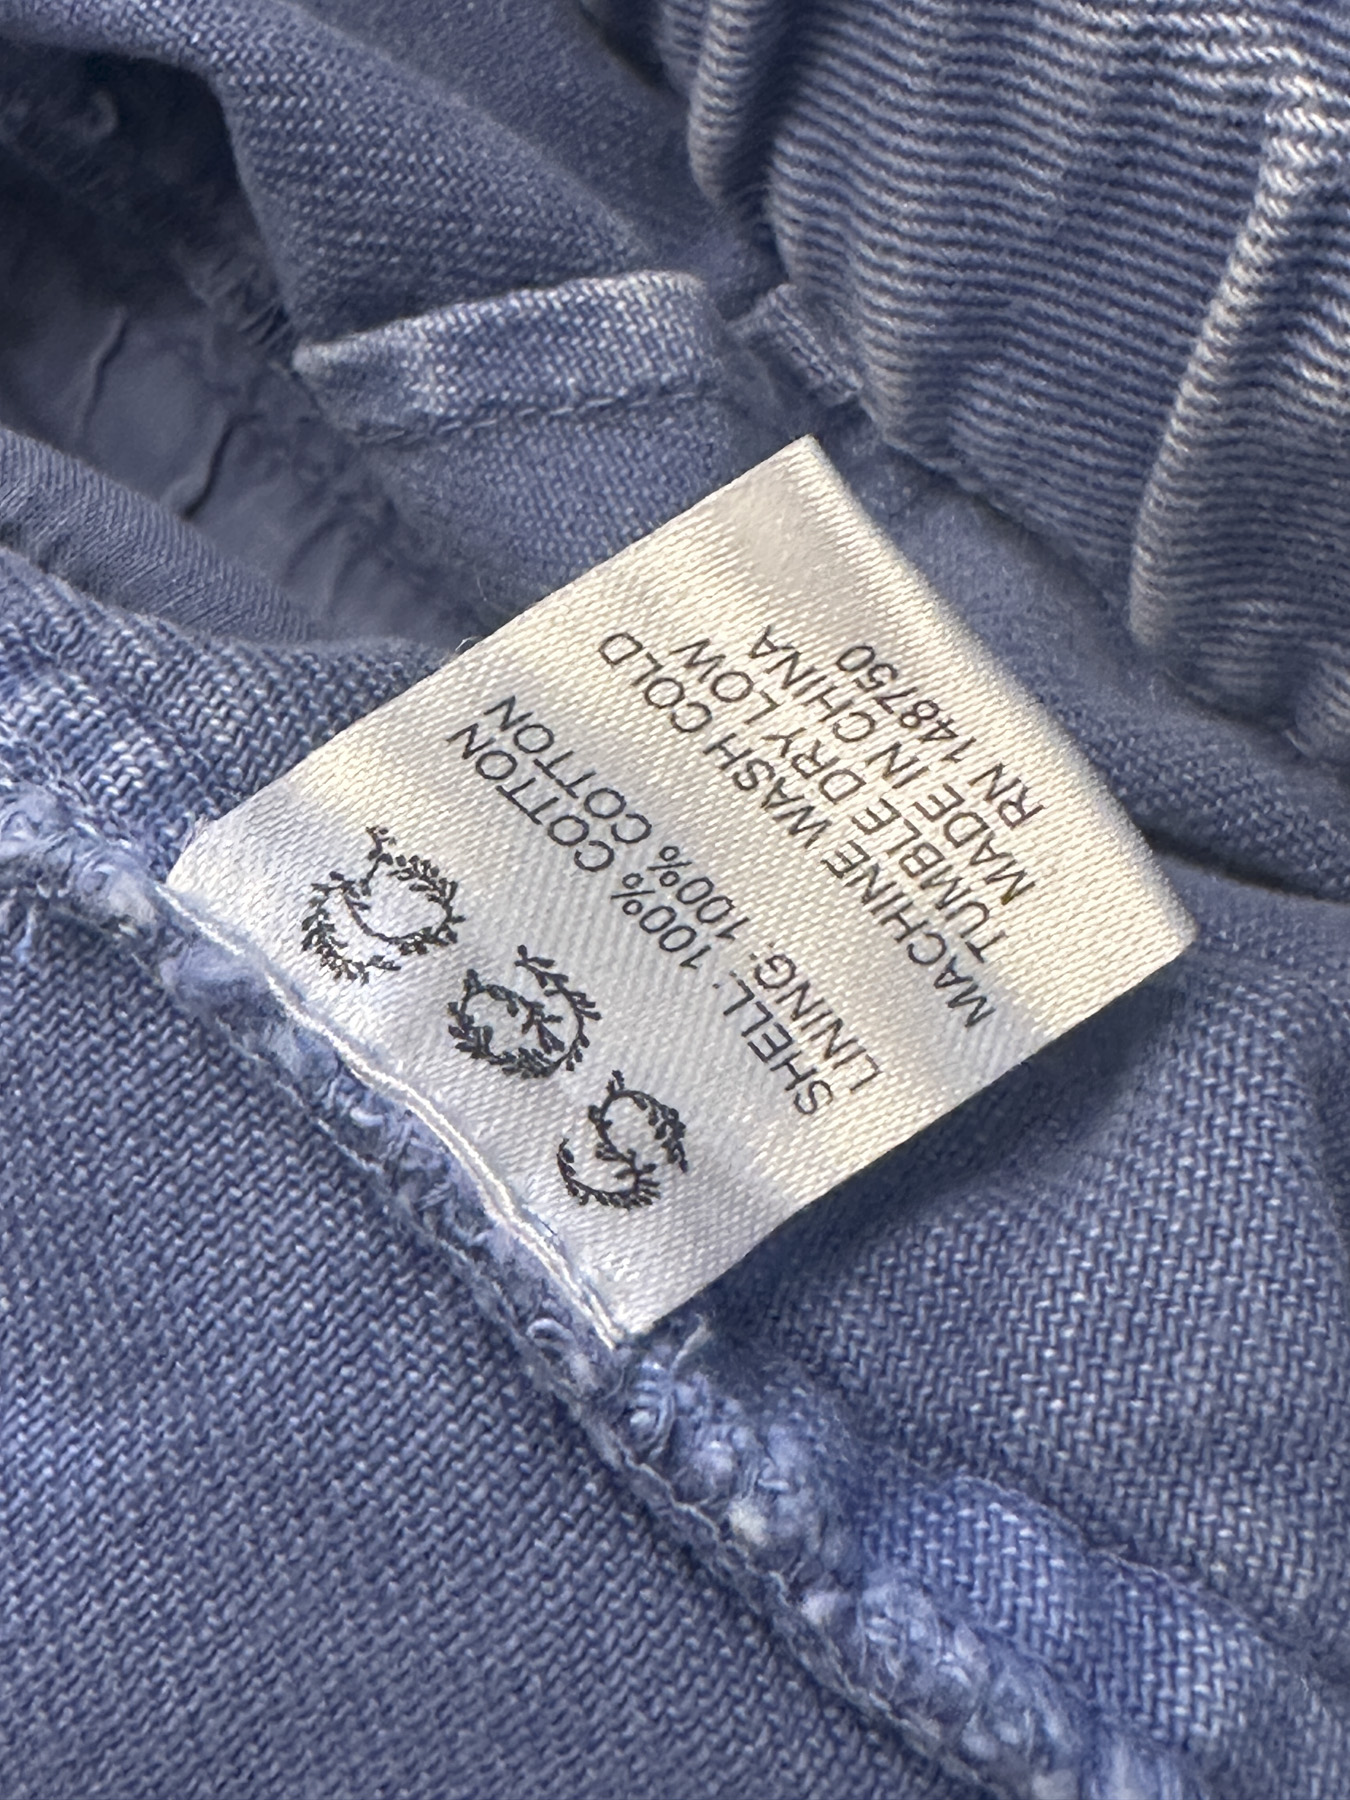 SHELL: 100% COTTON
LINING: 100% COTTON
MACHINE WASH COLD
TUMBLE DRY LOW
MADE IN CHINA
RN 148750